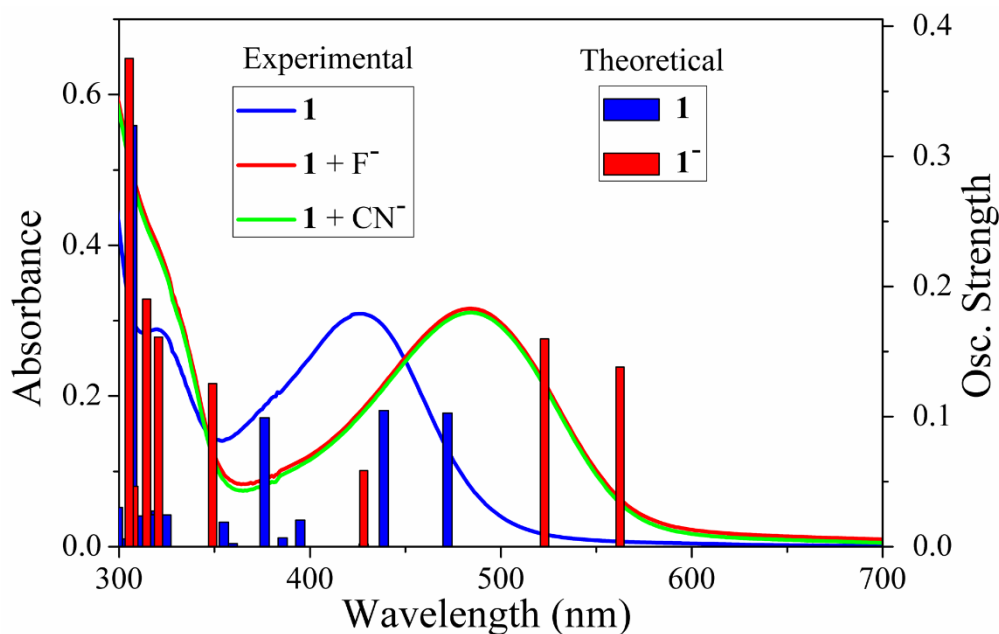 Experimental
1
1 + F⁻
1 + CN⁻
Theoretical
1
1⁻
Absorbance
0.6
0.4
0.2
0.0
Osc. Strength
0.4
0.3
0.2
0.1
0.0
300 400 500 600 700
Wavelength (nm)